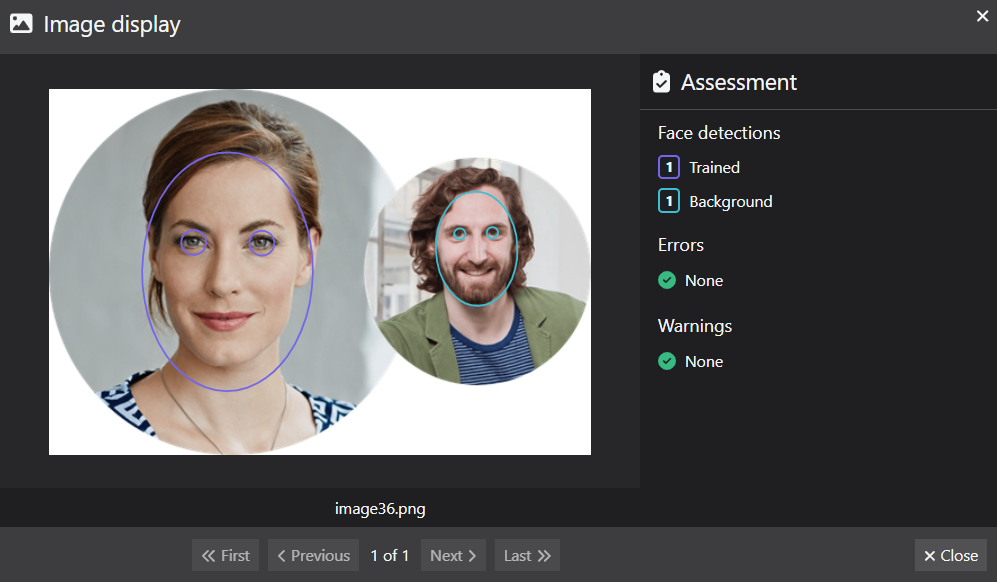 Image display
Assessment
Face detections
1 Trained
1 Background
Errors
None
Warnings
None
image36.png
First
Previous
1 of 1
Next
Last
Close